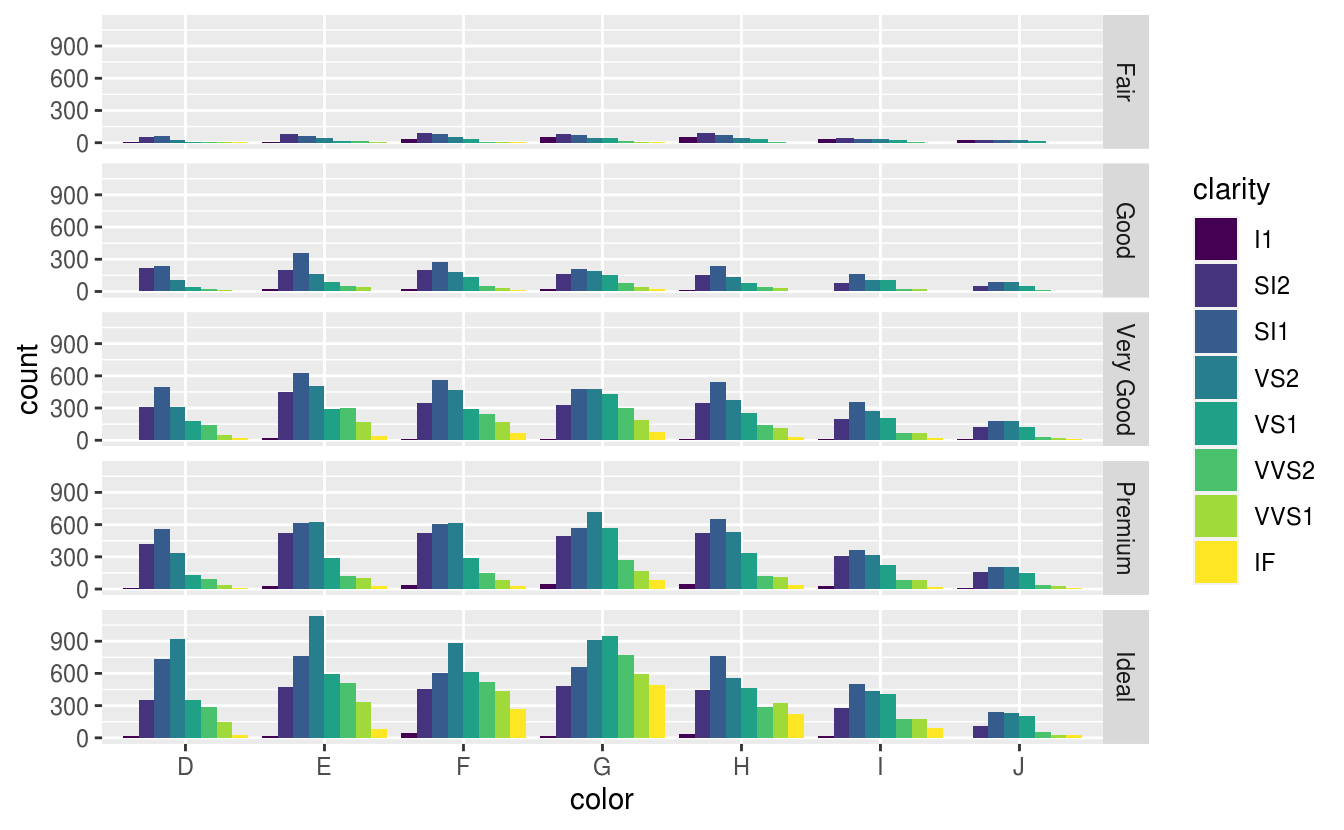 900
600
300
0
Fair
900
600
300
0
Good
900
600
300
0
Very Good
900
600
300
0
Premium
900
600
300
0
Ideal
count
D E F G H I J
color
clarity
I1
SI2
SI1
VS2
VS1
VVS2
VVS1
IF